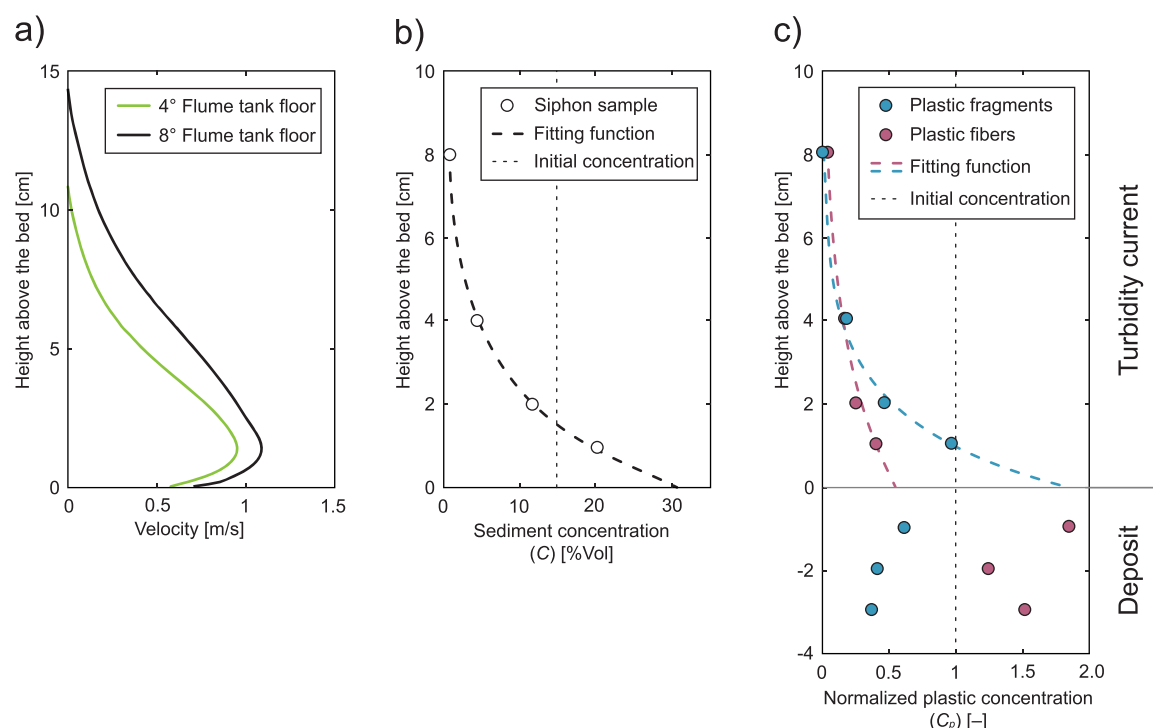 a)
15
10
5
0
0
0.5
1
1.5
Height above the bed [cm]
Velocity [m/s]
4° Flume tank floor
8° Flume tank floor
b)
10
8
6
4
2
0
0
10
20
30
Height above the bed [cm]
Sediment concentration
(C) [%Vol]
Siphon sample
Fitting function
Initial concentration
c)
10
8
6
4
2
0
-2
-4
0
0.5
1
1.5
2.0
Height above the bed [cm]
Normalized plastic concentration
(Cp) [–]
Plastic fragments
Plastic fibers
Fitting function
Initial concentration
Turbidity current
Deposit